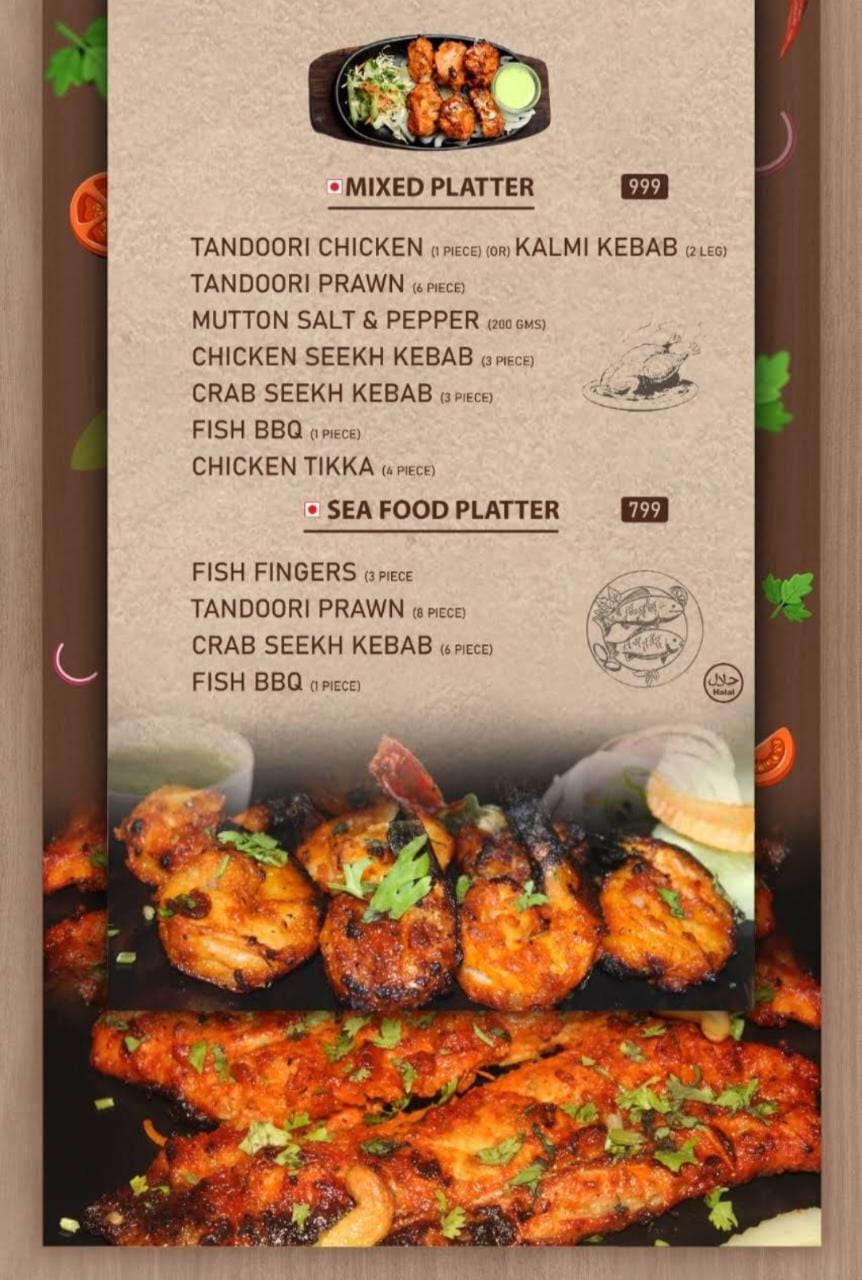 MIXED PLATTER 999
TANDOORI CHICKEN (1 PIECE) (OR) KALMI KEBAB (2 LEG)
TANDOORI PRAWN (6 PIECE)
MUTTON SALT & PEPPER (200 GMS)
CHICKEN SEEKH KEBAB (3 PIECE)
CRAB SEEKH KEBAB (3 PIECE)
FISH BBQ (1 PIECE)
CHICKEN TIKKA (4 PIECE)
SEA FOOD PLATTER 799
FISH FINGERS (3 PIECE
TANDOORI PRAWN (8 PIECE)
CRAB SEEKH KEBAB (6 PIECE)
FISH BBQ (1 PIECE)
حلال
Halal